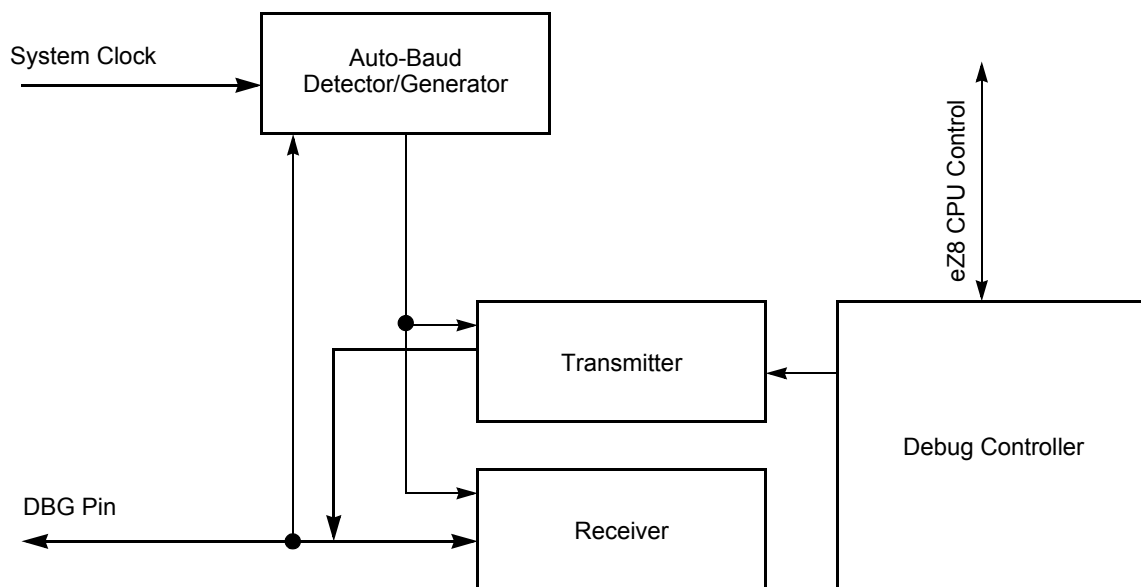 System Clock
Auto-Baud
Detector/Generator
eZ8 CPU Control
Transmitter
Debug Controller
DBG Pin
Receiver